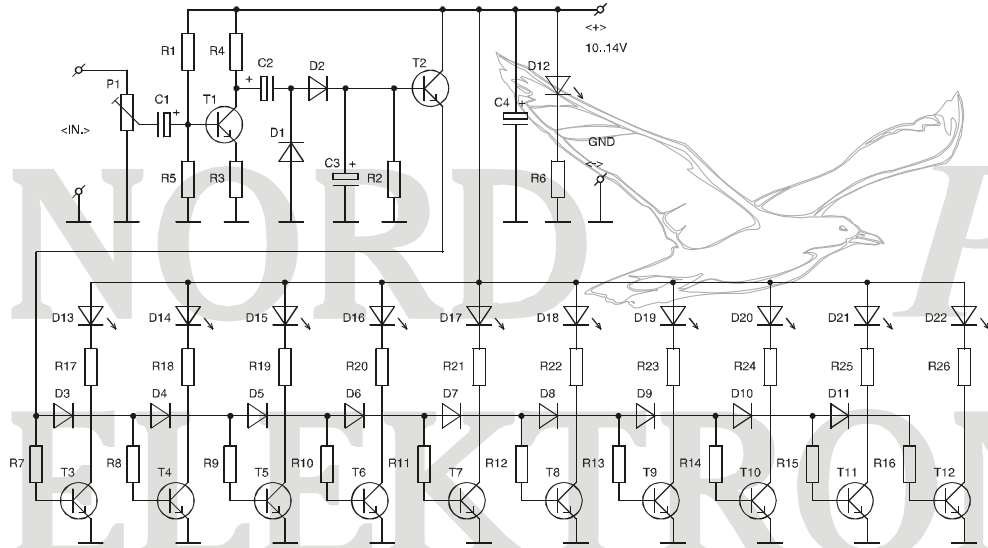 <+>
10..14V
R1
R4
C2
+
D2
T2
D12
P1
C1
+
T1
C4
+
<IN.>
D1
GND
C3
+
R5
R3
R2
R6
<->
NORD
A
D13
D14
D15
D16
D17
D18
D19
D20
D21
D22
R17
R18
R19
R20
R21
R22
R23
R24
R25
R26
D3
D4
D5
D6
D7
D8
D9
D10
D11
ELEKTRON
R7
R8
R9
R10
R11
R12
R13
R14
R15
R16
T3
T4
T5
T6
T7
T8
T9
T10
T11
T12